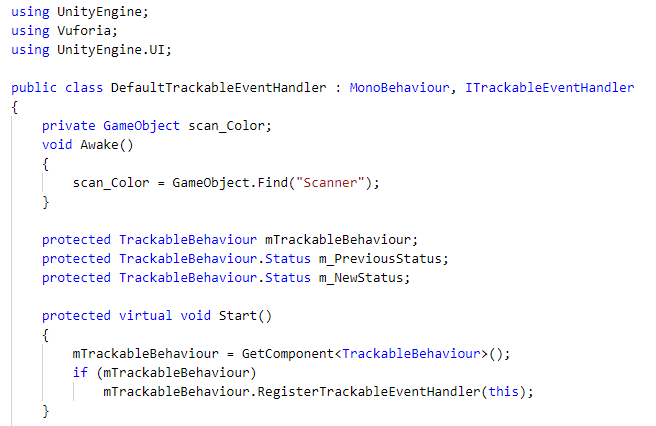 using UnityEngine;
using Vuforia;
using UnityEngine.UI;

public class DefaultTrackableEventHandler : MonoBehaviour, ITrackableEventHandler
{
    private GameObject scan_Color;
    void Awake()
    {
        scan_Color = GameObject.Find("Scanner");
    }

    protected TrackableBehaviour mTrackableBehaviour;
    protected TrackableBehaviour.Status m_PreviousStatus;
    protected TrackableBehaviour.Status m_NewStatus;

    protected virtual void Start()
    {
        mTrackableBehaviour = GetComponent<TrackableBehaviour>();
        if (mTrackableBehaviour)
            mTrackableBehaviour.RegisterTrackableEventHandler(this);
    }